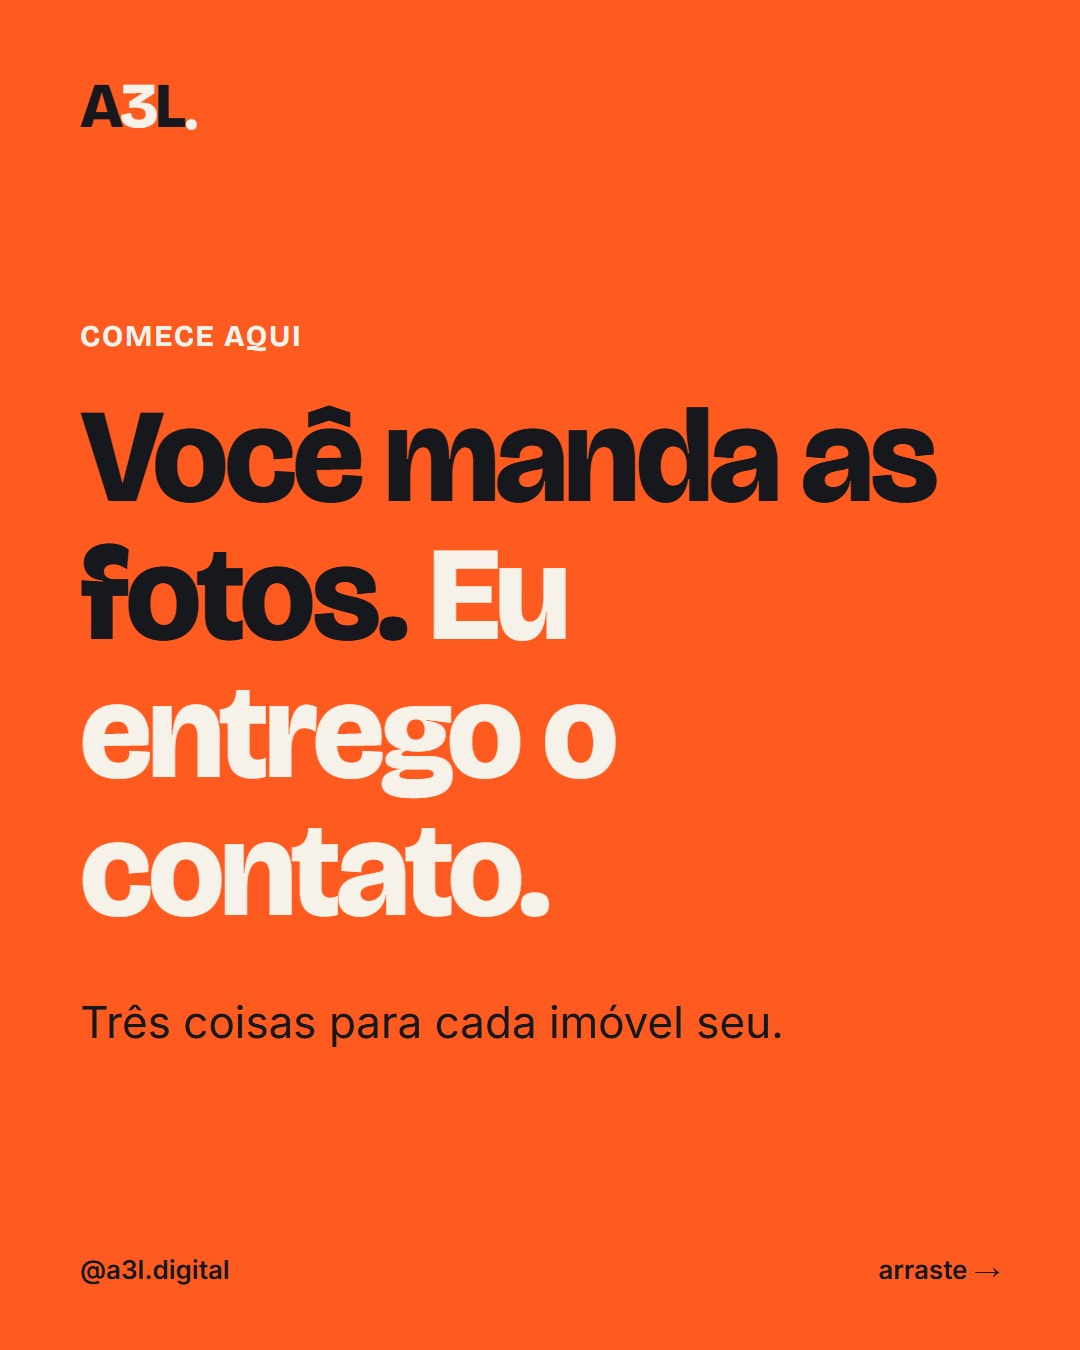 A3L.
COMECE AQUI
Você manda as
fotos. Eu
entrego o
contato.
Três coisas para cada imóvel seu.
@a3l.digital
arraste →